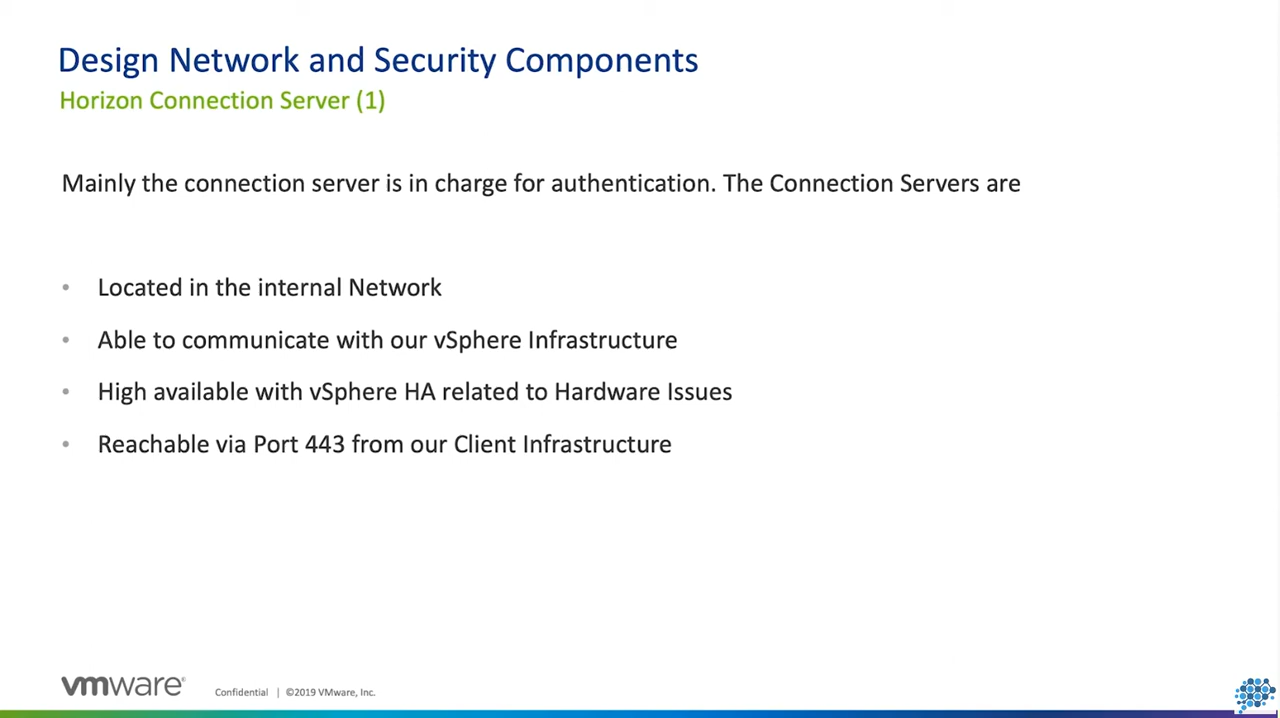 Design Network and Security Components
Horizon Connection Server (1)
Mainly the connection server is in charge for authentication. The Connection Servers are
• Located in the internal Network
• Able to communicate with our vSphere Infrastructure
• High available with vSphere HA related to Hardware Issues
• Reachable via Port 443 from our Client Infrastructure
vmware® Confidential | ©2019 VMware, Inc.